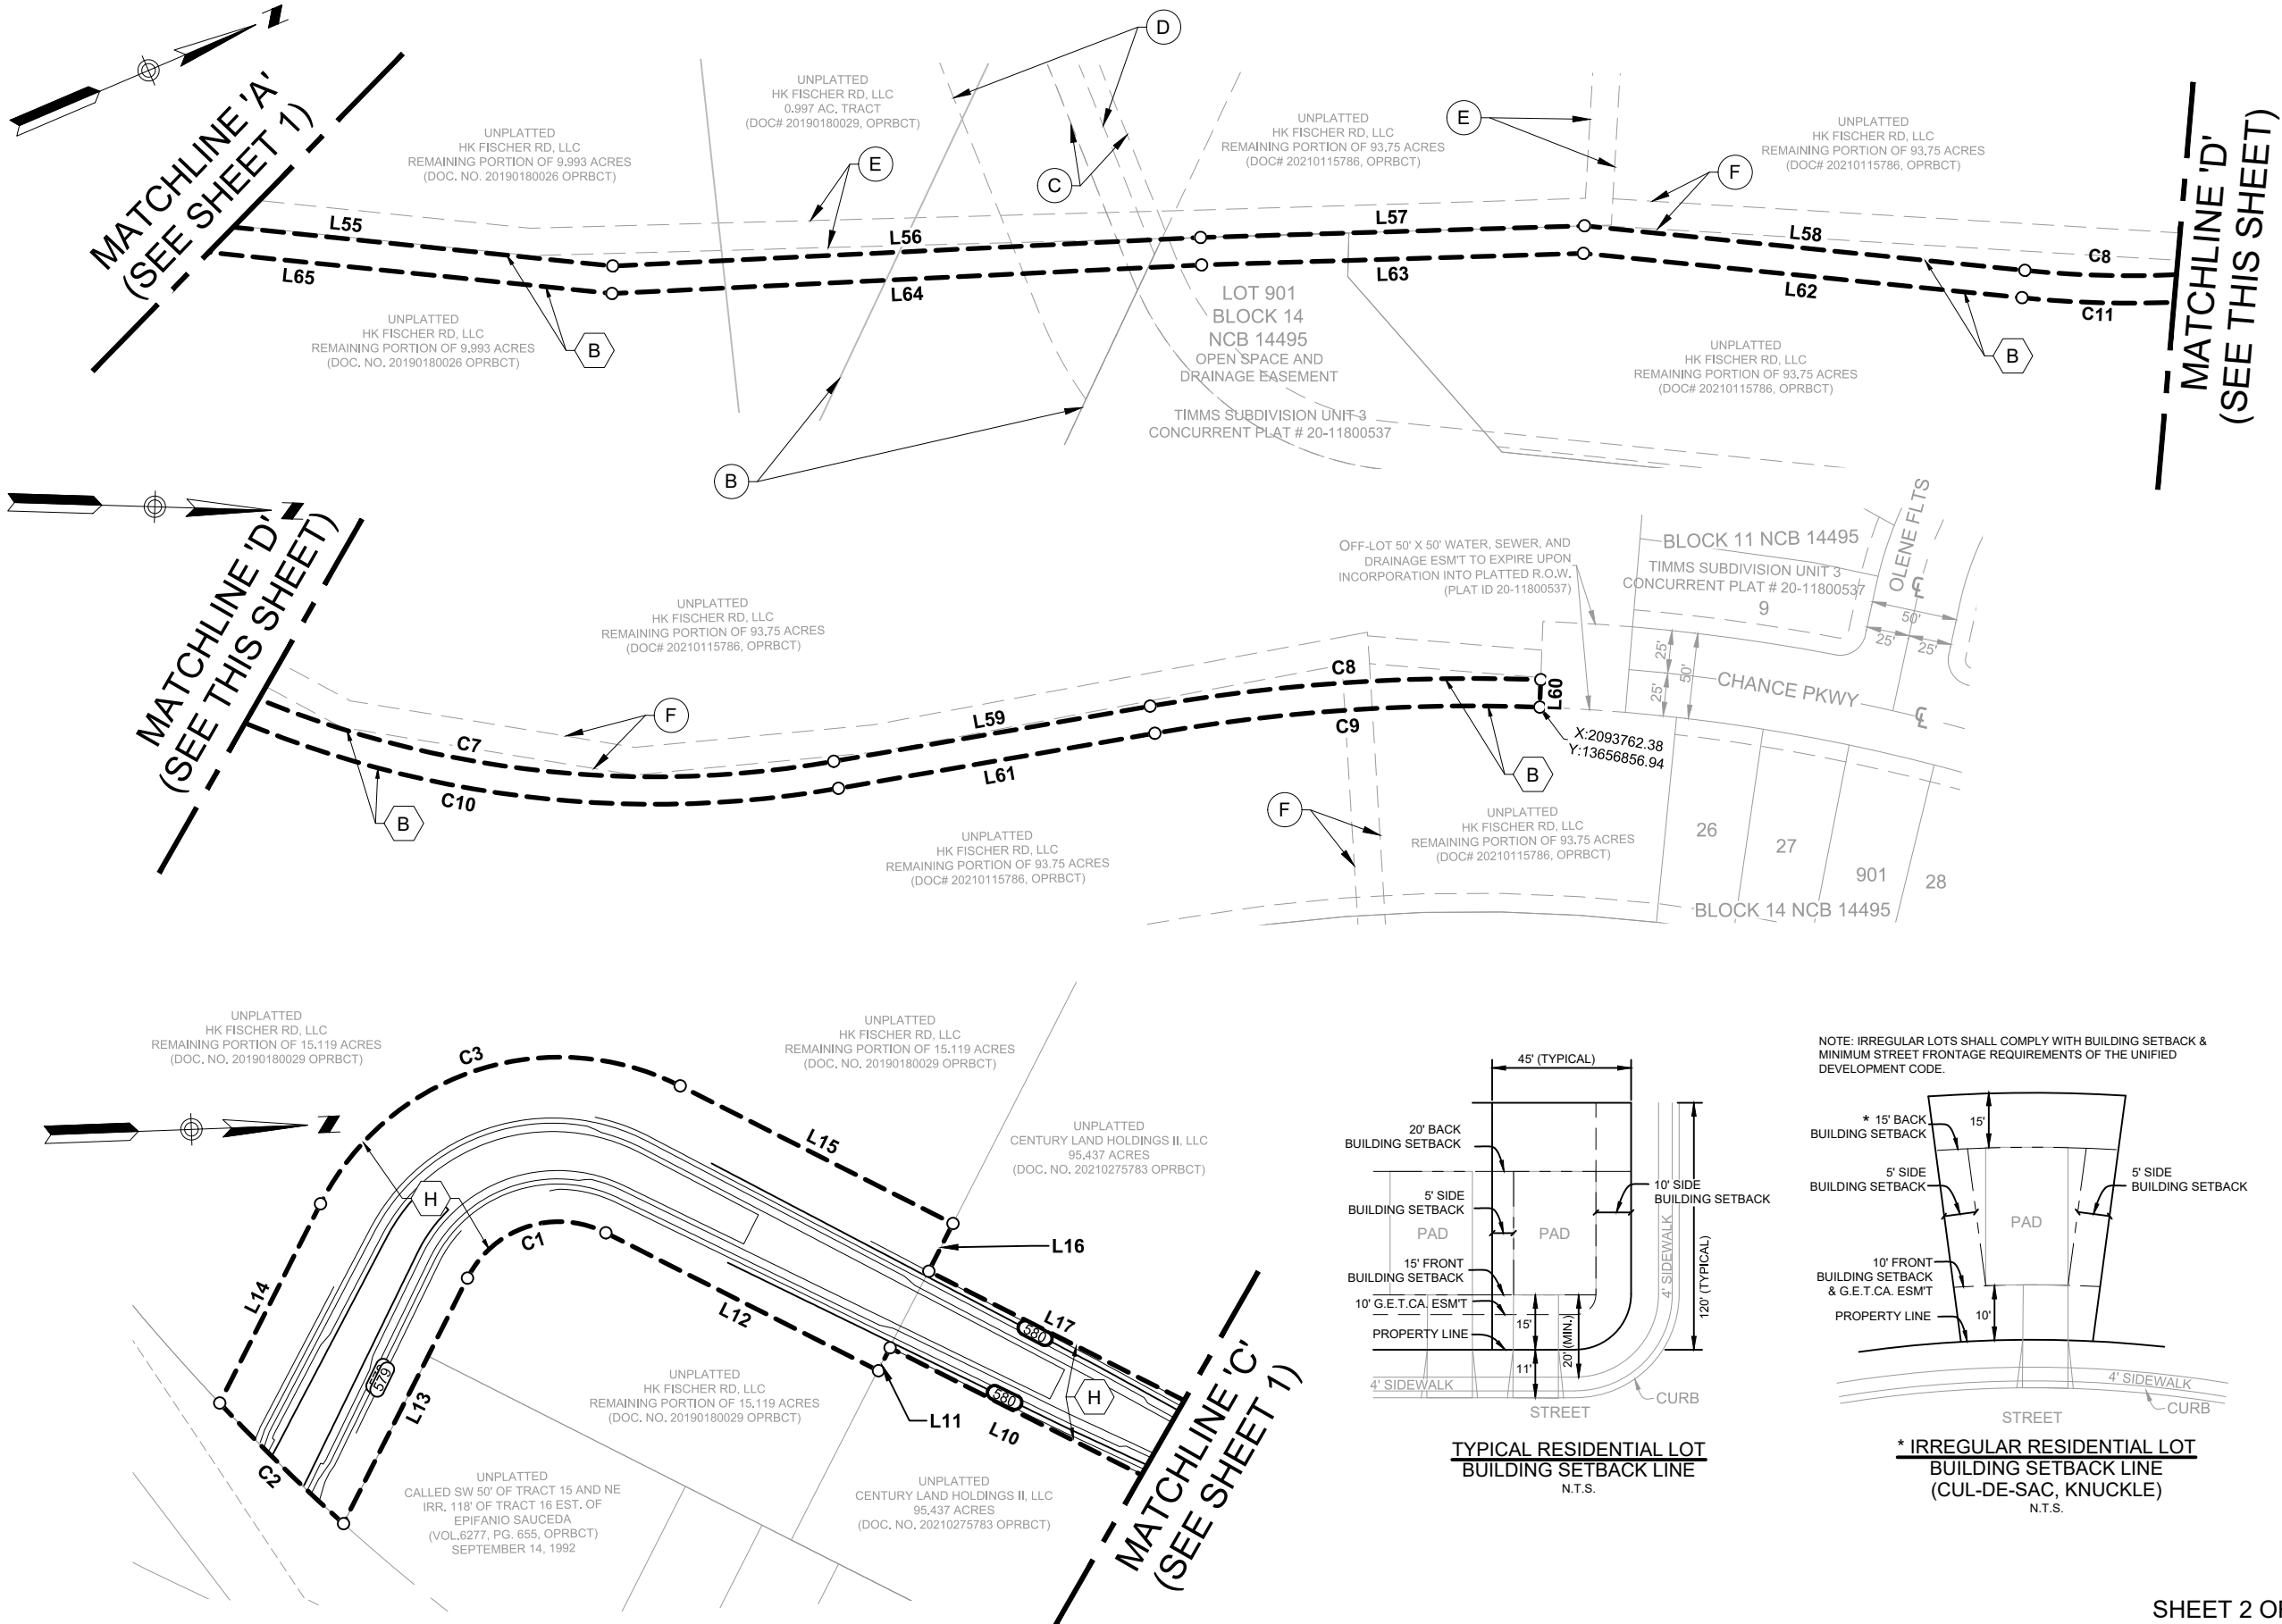 MATCHLINE 'A'
(SEE SHEET 1)
UNPLATTED
HK FISCHER RD, LLC
REMAINING PORTION OF 9.993 ACRES
(DOC. NO. 20190180026 OPRBCT)
UNPLATTED
HK FISCHER RD, LLC
0.997 AC. TRACT
(DOC# 20190180029, OPRBCT)
D
E
C
UNPLATTED
HK FISCHER RD, LLC
REMAINING PORTION OF 93.75 ACRES
(DOC# 20210115786, OPRBCT)
E
F
UNPLATTED
HK FISCHER RD, LLC
REMAINING PORTION OF 93.75 ACRES
(DOC# 20210115786, OPRBCT)
MATCHLINE 'D'
(SEE THIS SHEET)
L55
L56
L57
L58
C8
L65
L64
L63
L62
C11
UNPLATTED
HK FISCHER RD, LLC
REMAINING PORTION OF 9.993 ACRES
(DOC. NO. 20190180026 OPRBCT)
B
LOT 901
BLOCK 14
NCB 14495
OPEN SPACE AND
DRAINAGE EASEMENT
TIMMS SUBDIVISION UNIT 3
CONCURRENT PLAT # 20-11800537
UNPLATTED
HK FISCHER RD, LLC
REMAINING PORTION OF 93.75 ACRES
(DOC# 20210115786, OPRBCT)
B
B
MATCHLINE 'D'
(SEE THIS SHEET)
UNPLATTED
HK FISCHER RD, LLC
REMAINING PORTION OF 93.75 ACRES
(DOC# 20210115786, OPRBCT)
OFF-LOT 50' X 50' WATER, SEWER, AND
DRAINAGE ESM'T TO EXPIRE UPON
INCORPORATION INTO PLATTED R.O.W.
(PLAT ID 20-11800537)
BLOCK 11 NCB 14495
TIMMS SUBDIVISION UNIT 3
CONCURRENT PLAT # 20-11800537
9
OLENE FLTS
50'
25'
25'
25'
50'
25'
CHANCE PKWY
F
C7
L59
C8
L60
C10
L61
C9
B
B
X:2093762.38
Y:13656856.94
F
UNPLATTED
HK FISCHER RD, LLC
REMAINING PORTION OF 93.75 ACRES
(DOC# 20210115786, OPRBCT)
UNPLATTED
HK FISCHER RD, LLC
REMAINING PORTION OF 93.75 ACRES
(DOC# 20210115786, OPRBCT)
26
27
901
28
BLOCK 14 NCB 14495
UNPLATTED
HK FISCHER RD, LLC
REMAINING PORTION OF 15.119 ACRES
(DOC. NO. 20190180029 OPRBCT)
UNPLATTED
HK FISCHER RD, LLC
REMAINING PORTION OF 15.119 ACRES
(DOC. NO. 20190180029 OPRBCT)
UNPLATTED
CENTURY LAND HOLDINGS II, LLC
95.437 ACRES
(DOC. NO. 20210275783 OPRBCT)
C3
L15
H
C1
L16
L14
L12
L17
580
579
L13
580
H
L11
L10
C2
UNPLATTED
HK FISCHER RD, LLC
REMAINING PORTION OF 15.119 ACRES
(DOC. NO. 20190180029 OPRBCT)
UNPLATTED
CALLED SW 50' OF TRACT 15 AND NE
IRR. 118' OF TRACT 16 EST. OF
EPIFANIO SAUCEDA
(VOL.6277, PG. 655, OPRBCT)
SEPTEMBER 14, 1992
UNPLATTED
CENTURY LAND HOLDINGS II, LLC
95.437 ACRES
(DOC. NO. 20210275783 OPRBCT)
MATCHLINE 'C'
(SEE SHEET 1)
45' (TYPICAL)
20' BACK
BUILDING SETBACK
5' SIDE
BUILDING SETBACK
10' SIDE
BUILDING SETBACK
PAD
PAD
15' FRONT
BUILDING SETBACK
10' G.E.T.CA. ESM'T
PROPERTY LINE
15'
20' (MIN.)
11'
4' SIDEWALK
120' (TYPICAL)
4' SIDEWALK
CURB
STREET
TYPICAL RESIDENTIAL LOT
BUILDING SETBACK LINE
N.T.S.
NOTE: IRREGULAR LOTS SHALL COMPLY WITH BUILDING SETBACK &
MINIMUM STREET FRONTAGE REQUIREMENTS OF THE UNIFIED
DEVELOPMENT CODE.
* 15' BACK
BUILDING SETBACK
15'
5' SIDE
BUILDING SETBACK
5' SIDE
BUILDING SETBACK
PAD
10' FRONT
BUILDING SETBACK
& G.E.T.CA. ESM'T
PROPERTY LINE
10'
4' SIDEWALK
CURB
STREET
* IRREGULAR RESIDENTIAL LOT
BUILDING SETBACK LINE
(CUL-DE-SAC, KNUCKLE)
N.T.S.
SHEET 2 OF